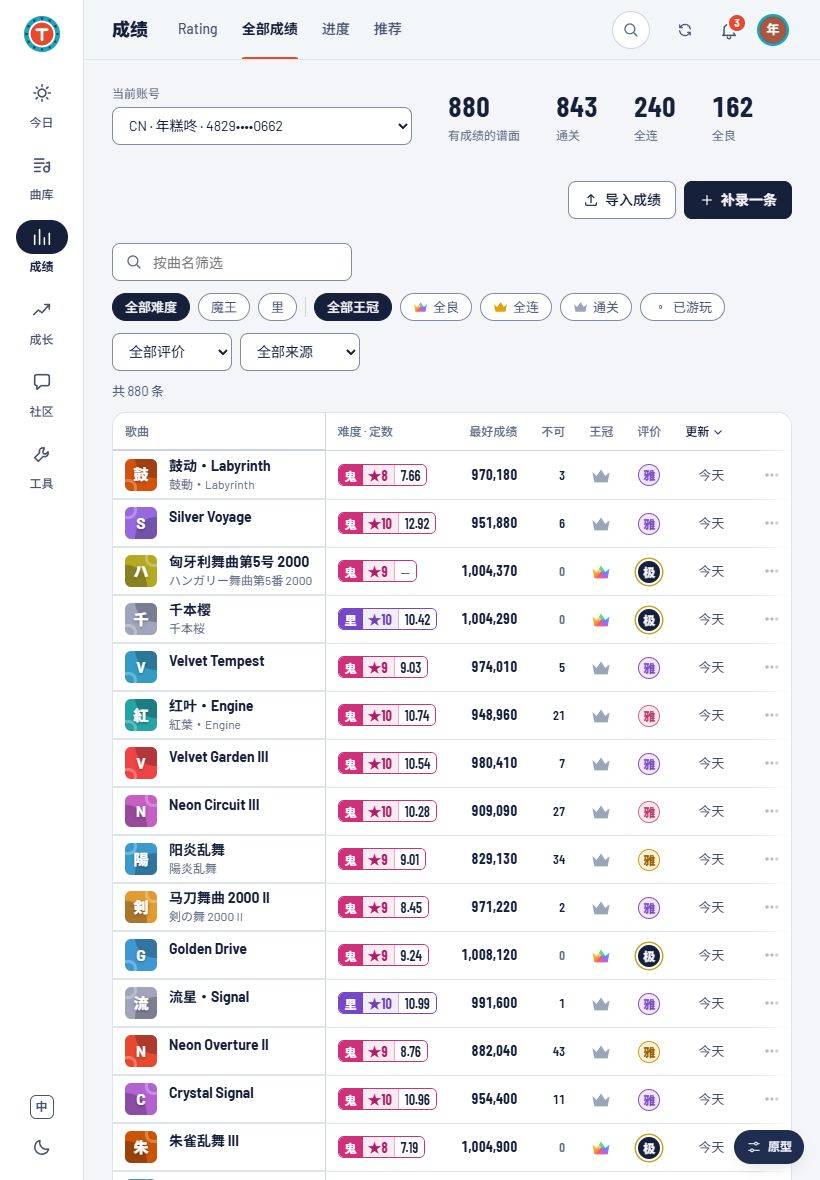 T
今日
曲库
成绩
成长
社区
工具
中
成绩 Rating 全部成绩 进度 推荐 3 年
当前账号
CN · 年糕咚 · 4829••••0662
880 843 240 162
有成绩的谱面 通关 全连 全良
导入成绩 + 补录一条
按曲名筛选
全部难度 魔王 里 全部王冠 全良 全连 通关 已游玩
全部评价 全部来源
共 880 条
歌曲 难度 · 定数 最好成绩 不可 王冠 评价 更新
鼓 鼓动・Labyrinth 鬼 ★8 7.66 970,180 3 雅 今天 •••
鼓動・Labyrinth
S Silver Voyage 鬼 ★10 12.92 951,880 6 雅 今天 •••
ハ 匈牙利舞曲第5号 2000 鬼 ★9 — 1,004,370 0 极 今天 •••
ハンガリー舞曲第5番 2000
千 千本樱 里 ★10 10.42 1,004,290 0 极 今天 •••
千本桜
V Velvet Tempest 鬼 ★9 9.03 974,010 5 雅 今天 •••
紅 红叶・Engine 鬼 ★10 10.74 948,960 21 雅 今天 •••
紅葉・Engine
V Velvet Garden III 鬼 ★10 10.54 980,410 7 雅 今天 •••
N Neon Circuit III 鬼 ★10 10.28 909,090 27 雅 今天 •••
陽 阳炎乱舞 鬼 ★9 9.01 829,130 34 雅 今天 •••
陽炎乱舞
剣 马刀舞曲 2000 II 鬼 ★9 8.45 971,220 2 雅 今天 •••
剣の舞 2000 II
G Golden Drive 鬼 ★9 9.24 1,008,120 0 极 今天 •••
流 流星・Signal 里 ★10 10.99 991,600 1 雅 今天 •••
N Neon Overture II 鬼 ★9 8.76 882,040 43 雅 今天 •••
C Crystal Signal 鬼 ★10 10.96 954,400 11 雅 今天 •••
朱 朱雀乱舞 III 鬼 ★8 7.19 1,004,900 0 极 今天
原型